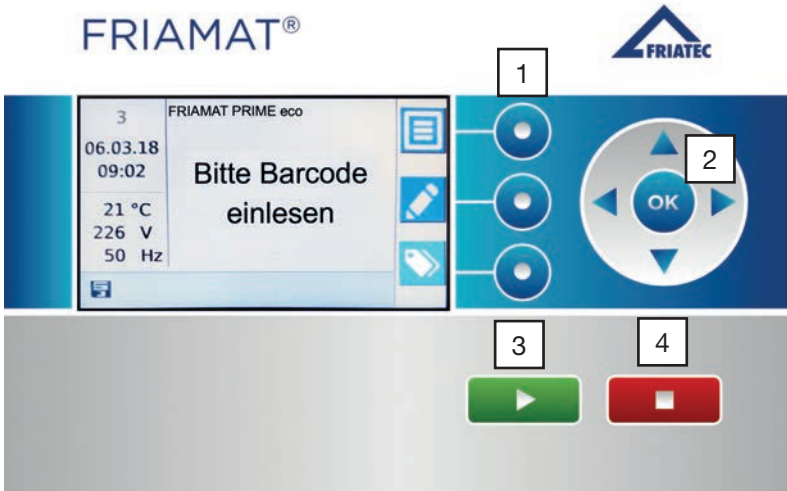 FRIAMAT®
FRIATEC
1
3
FRIAMAT PRIME eco
06.03.18
09:02
Bitte Barcode
einlesen
21 °C
226 V
50 Hz
2
OK
3
4